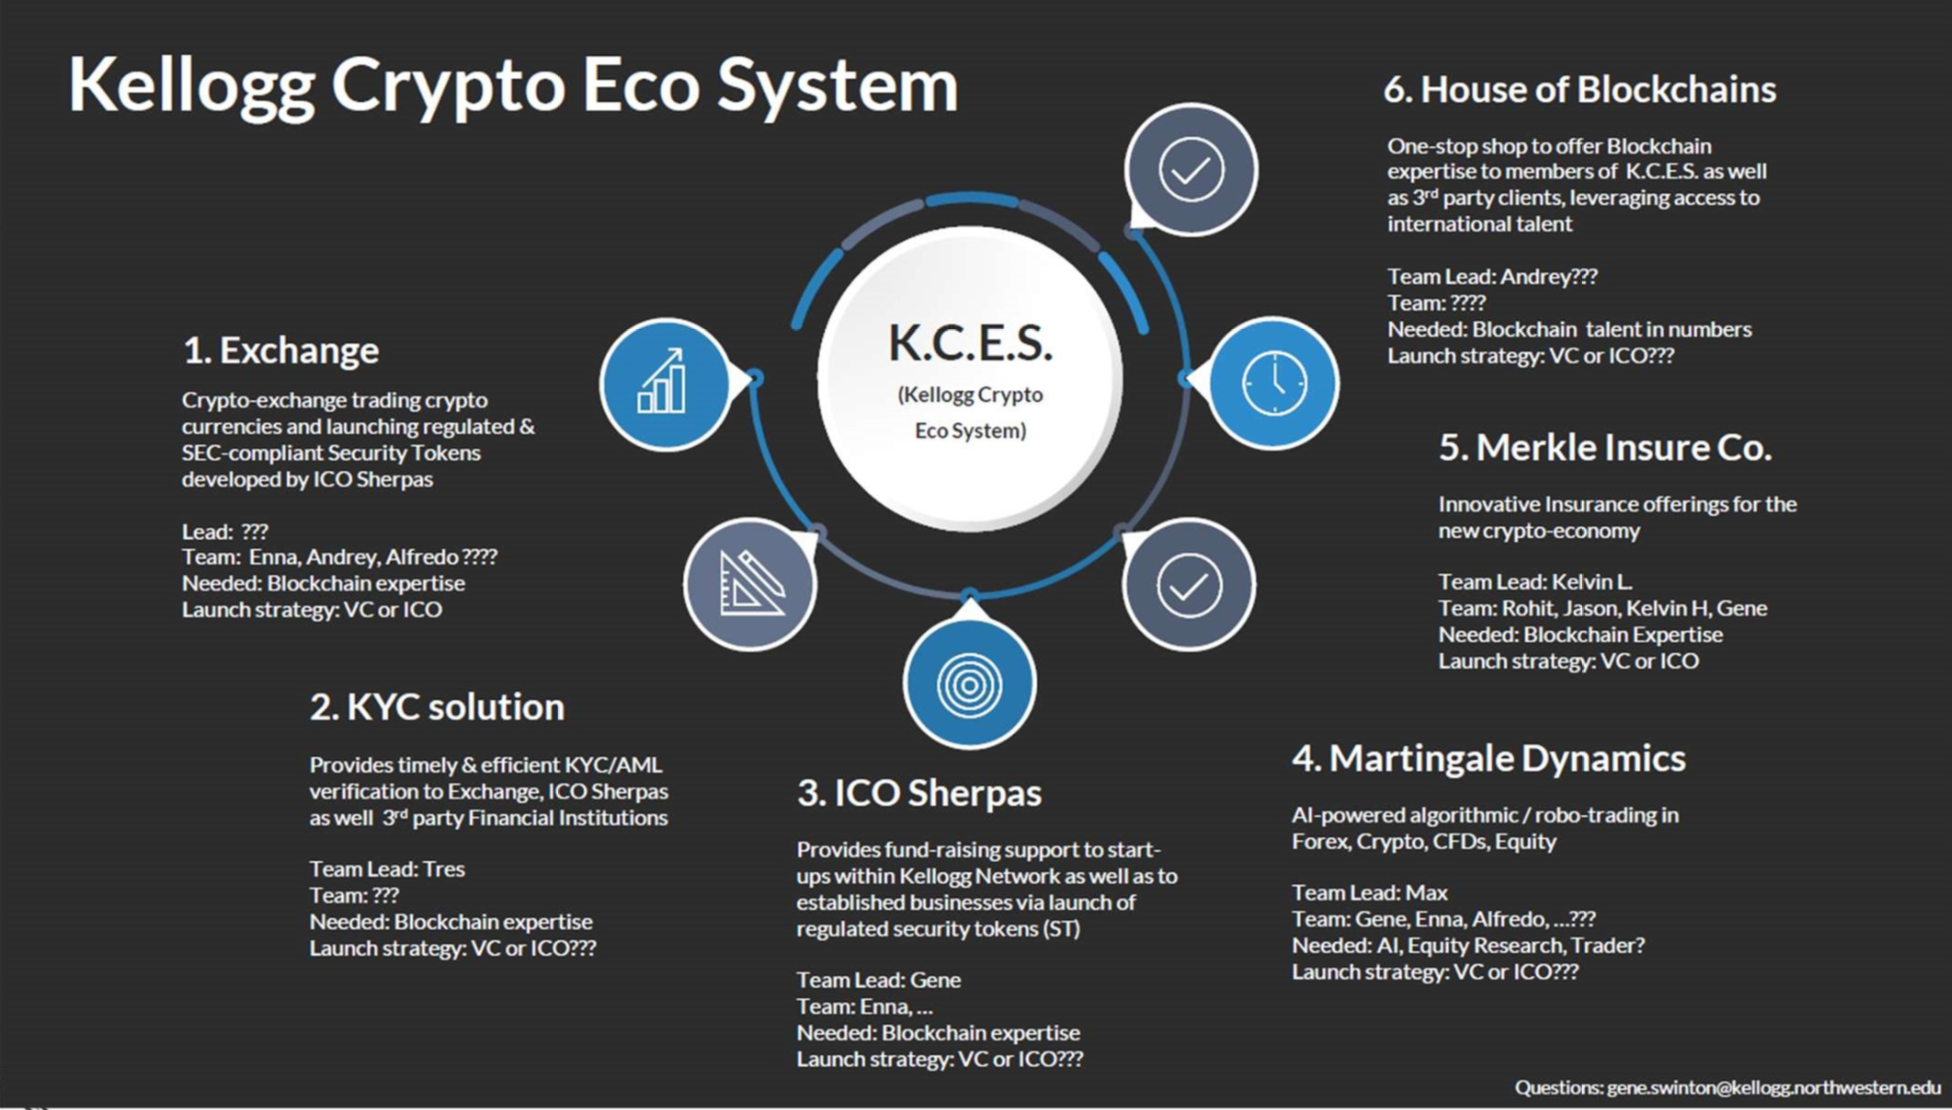 Kellogg Crypto Eco System
K.C.E.S.
(Kellogg Crypto
Eco System)
1. Exchange
Crypto-exchange trading crypto
currencies and launching regulated &
SEC-compliant Security Tokens
developed by ICO Sherpas
Lead: ???
Team: Enna, Andrey, Alfredo ????
Needed: Blockchain expertise
Launch strategy: VC or ICO
2. KYC solution
Provides timely & efficient KYC/AML
verification to Exchange, ICO Sherpas
as well 3rd party Financial Institutions
Team Lead: Tres
Team: ???
Needed: Blockchain expertise
Launch strategy: VC or ICO???
3. ICO Sherpas
Provides fund-raising support to start-
ups within Kellogg Network as well as to
established businesses via launch of
regulated security tokens (ST)
Team Lead: Gene
Team: Enna, ...
Needed: Blockchain expertise
Launch strategy: VC or ICO???
4. Martingale Dynamics
AI-powered algorithmic / robo-trading in
Forex, Crypto, CFDs, Equity
Team Lead: Max
Team: Gene, Enna, Alfredo, ...???
Needed: AI, Equity Research, Trader?
Launch strategy: VC or ICO???
5. Merkle Insure Co.
Innovative Insurance offerings for the
new crypto-economy
Team Lead: Kelvin L.
Team: Rohit, Jason, Kelvin H, Gene
Needed: Blockchain Expertise
Launch strategy: VC or ICO
6. House of Blockchains
One-stop shop to offer Blockchain
expertise to members of K.C.E.S. as well
as 3rd party clients, leveraging access to
international talent
Team Lead: Andrey???
Team: ????
Needed: Blockchain talent in numbers
Launch strategy: VC or ICO???
Questions: gene.swinton@kellogg.northwestern.edu